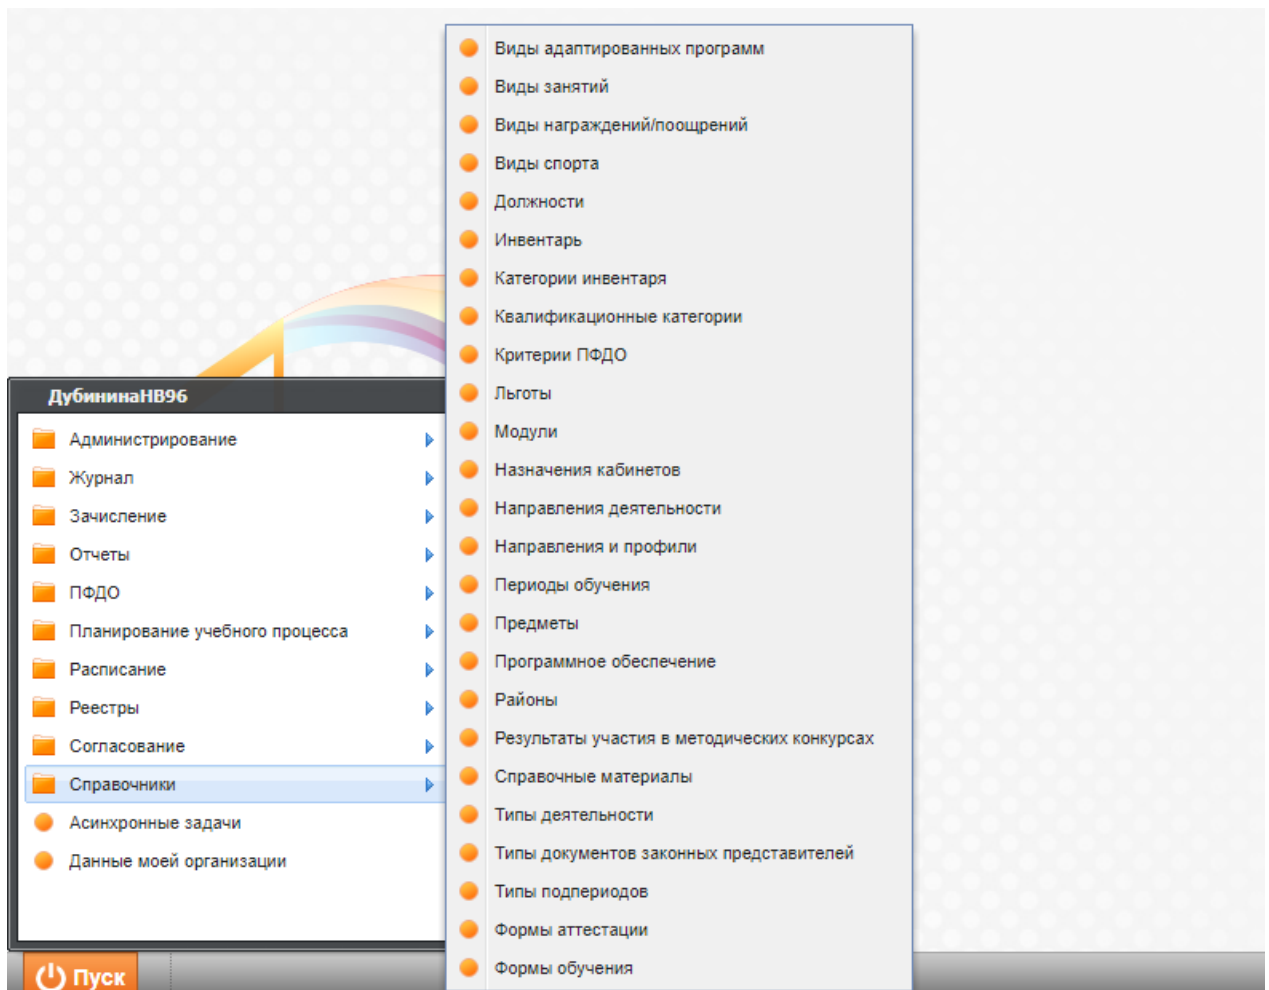 ДубининаНВ96
Администрирование
Журнал
Зачисление
Отчеты
ПФДО
Планирование учебного процесса
Расписание
Реестры
Согласование
Справочники
Асинхронные задачи
Данные моей организации
Пуск
Виды адаптированных программ
Виды занятий
Виды награждений/поощрений
Виды спорта
Должности
Инвентарь
Категории инвентаря
Квалификационные категории
Критерии ПФДО
Льготы
Модули
Назначения кабинетов
Направления деятельности
Направления и профили
Периоды обучения
Предметы
Программное обеспечение
Районы
Результаты участия в методических конкурсах
Справочные материалы
Типы деятельности
Типы документов законных представителей
Типы подпериодов
Формы аттестации
Формы обучения